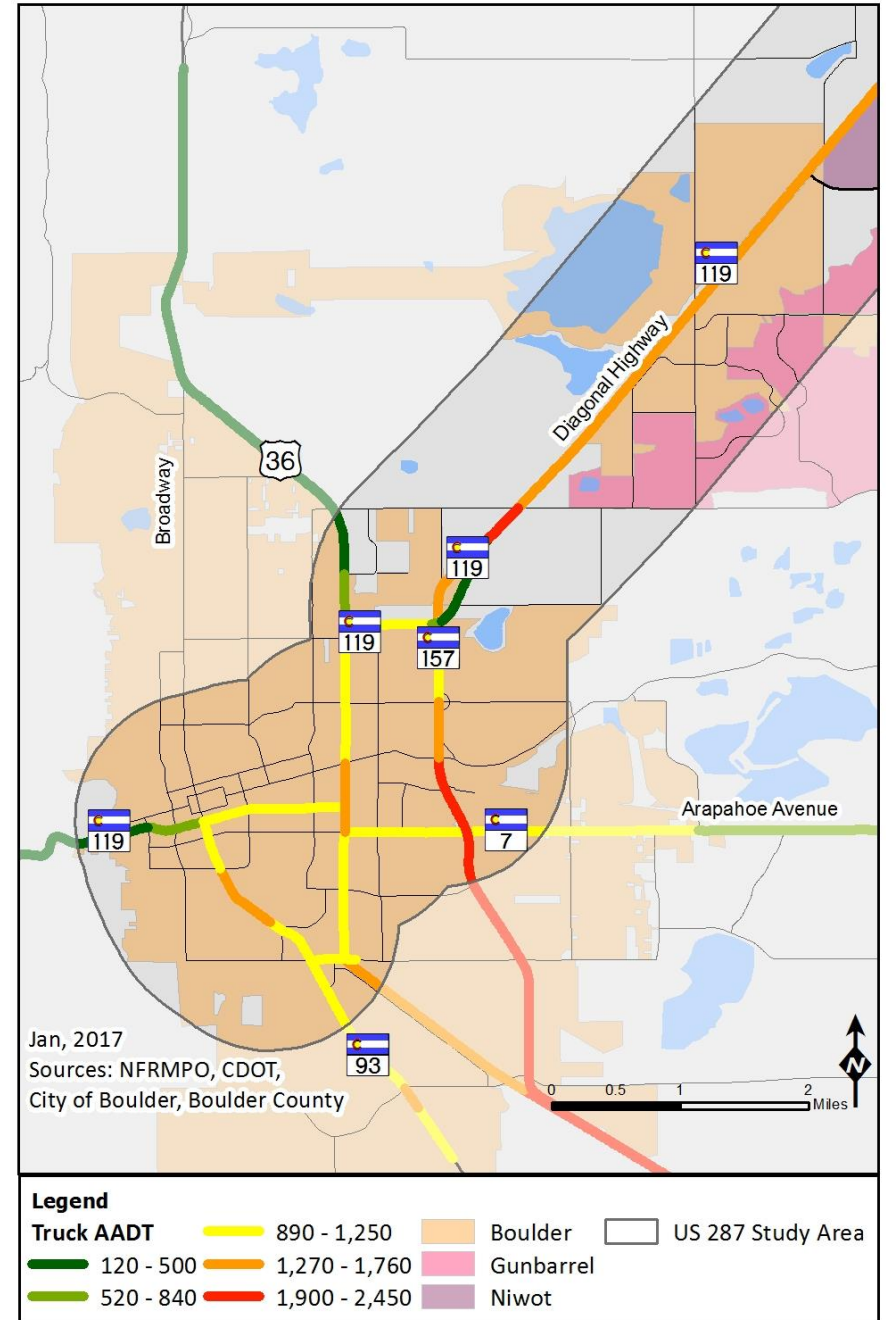 119
Diagonal Highway
36
Broadway
119
119
157
Arapahoe Avenue
119
7
Jan, 2017
Sources: NFRMPO, CDOT,
City of Boulder, Boulder County
93
N
0 0.5 1 2
Miles
Legend
Truck AADT
120 - 500
520 - 840
890 - 1,250
1,270 - 1,760
1,900 - 2,450
Boulder
Gunbarrel
Niwot
US 287 Study Area